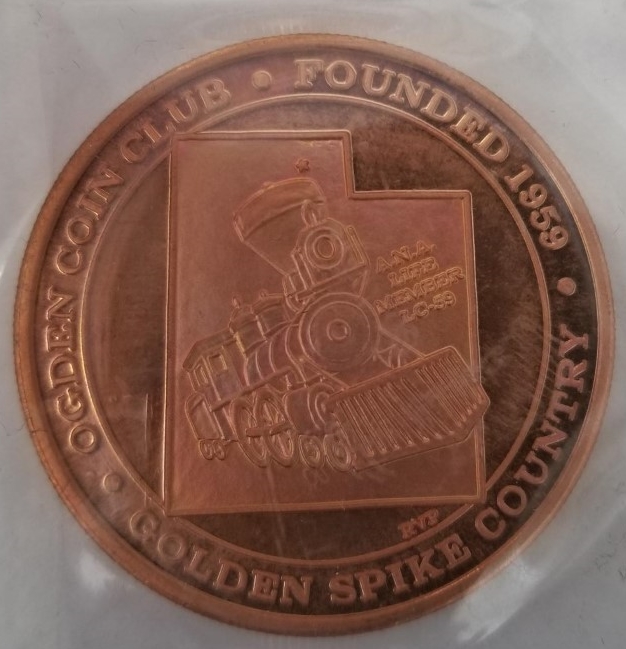 OGDEN COIN CLUB • FOUNDED 1959 •
GOLDEN SPIKE COUNTRY •
A.N.A.
LIFE
MEMBER
LC-59